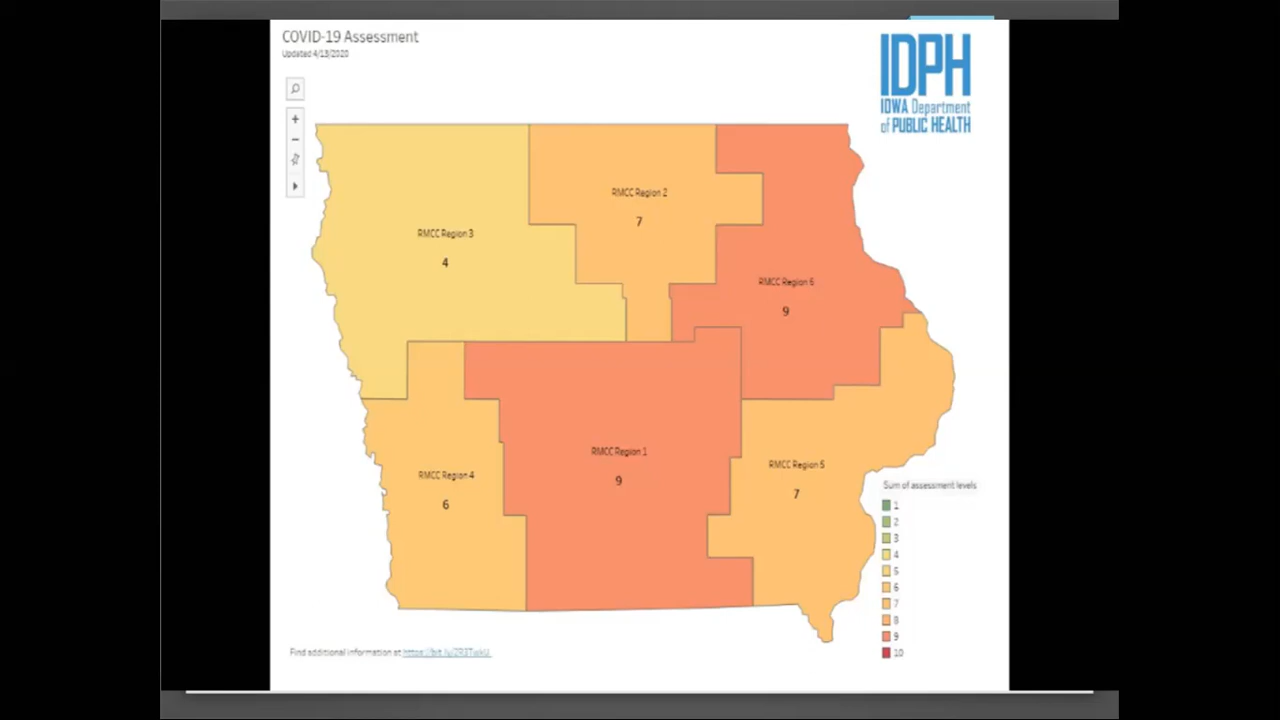 COVID-19 Assessment
Updated 4/13/2020
IDPH
IOWA Department
of PUBLIC HEALTH
RMCC Region 2
7
RMCC Region 3
4
RMCC Region 6
9
RMCC Region 1
9
RMCC Region 5
7
RMCC Region 4
6
Sum of assessment levels
1
2
3
4
5
6
7
8
9
10
Find additional information at